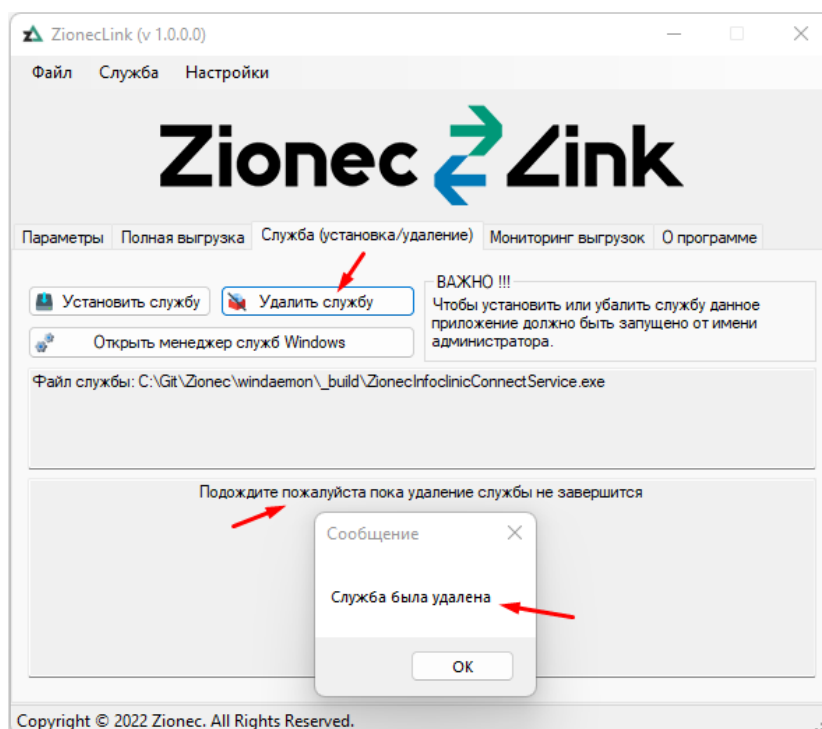 ZionecLink (v 1.0.0.0)
Файл Служба Настройки
Zionec Link
Параметры Полная выгрузка Служба (установка/удаление) Мониторинг выгрузок О программе
Установить службу Удалить службу
Открыть менеджер служб Windows
ВАЖНО !!!
Чтобы установить или убалить службу данное
приложение должно быть запущено от имени
администратора.
Файл службы: C:\Git\Zionec\windaemon\_build\ZionecInfoclinicConnectService.exe
Подождите пожалуйста пока удаление службы не завершится
Сообщение
Служба была удалена
ОК
Copyright © 2022 Zionec. All Rights Reserved.